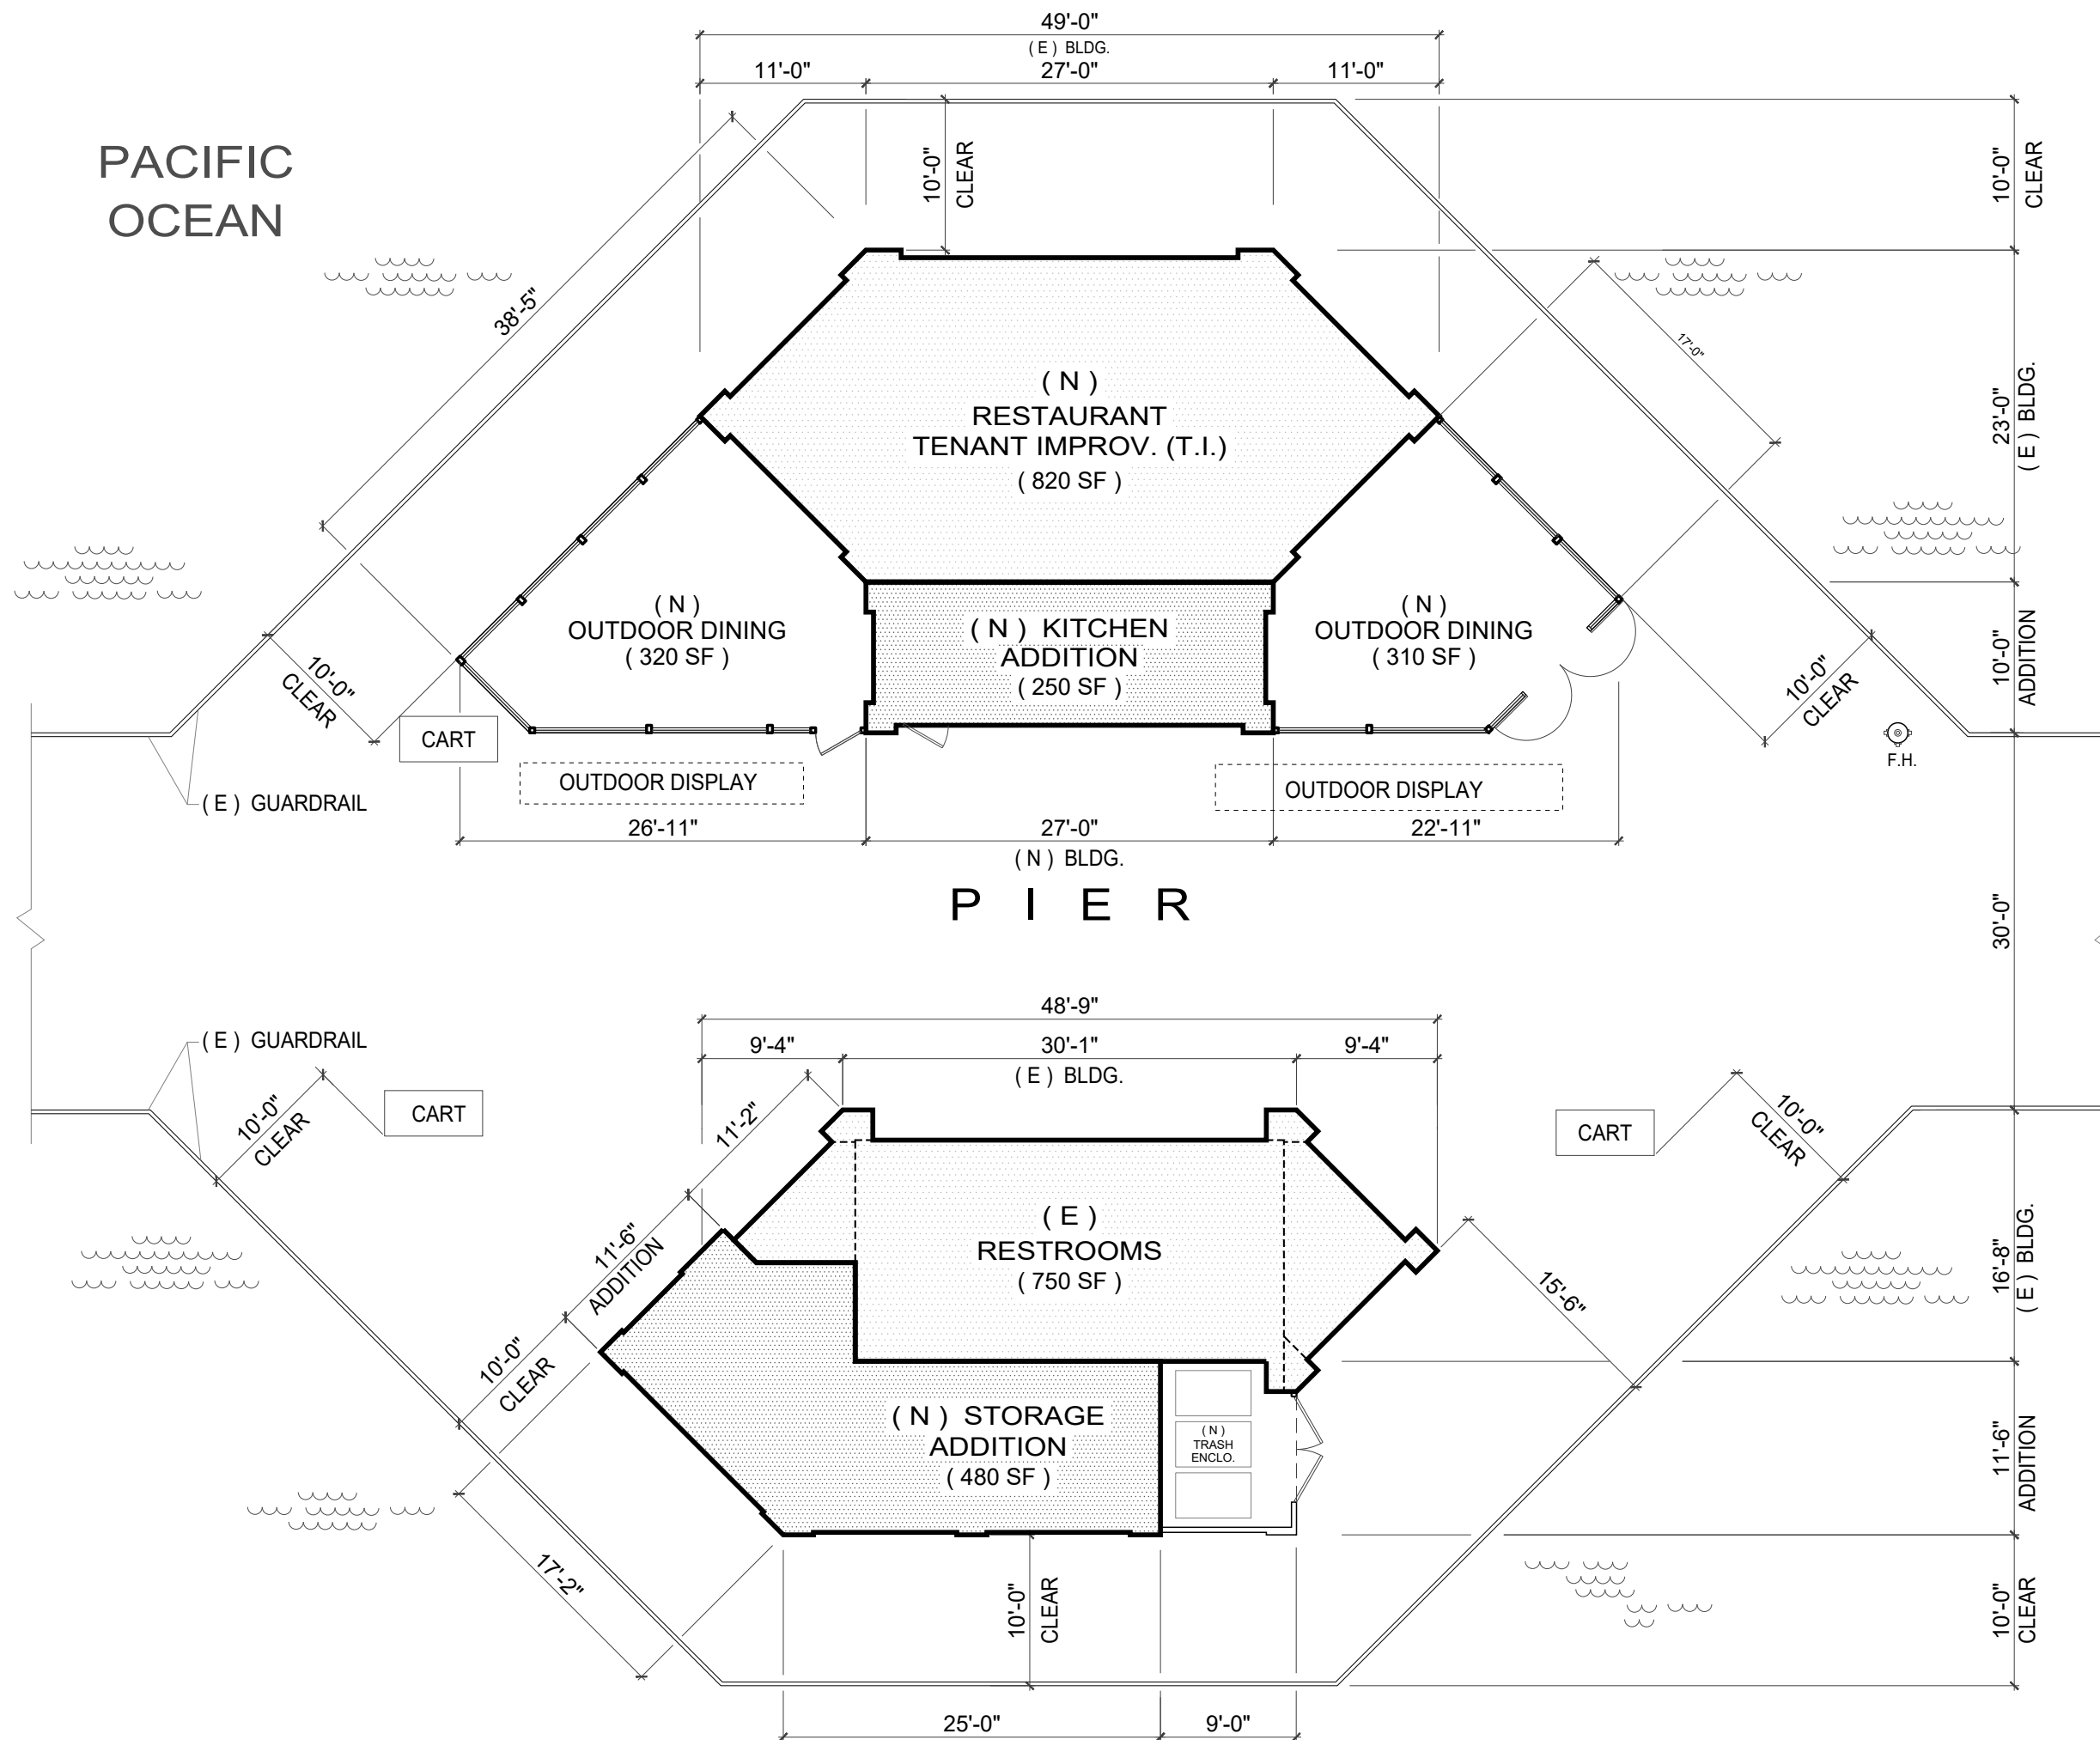 49'-0"
( E ) BLDG.
11'-0"
27'-0"
11'-0"
PACIFIC
OCEAN
10'-0"
CLEAR
10'-0"
CLEAR
38'-5"
17'-0"
( N )
RESTAURANT
TENANT IMPROV. (T.I.)
( 820 SF )
23'-0"
( E ) BLDG.
( N )
OUTDOOR DINING
( 320 SF )
( N ) KITCHEN
ADDITION
( 250 SF )
( N )
OUTDOOR DINING
( 310 SF )
10'-0"
ADDITION
10'-0"
CLEAR
10'-0"
CLEAR
CART
F.H.
OUTDOOR DISPLAY
OUTDOOR DISPLAY
( E ) GUARDRAIL
26'-11"
27'-0"
22'-11"
( N ) BLDG.
PIER
30'-0"
48'-9"
( E ) GUARDRAIL
9'-4"
30'-1"
9'-4"
( E ) BLDG.
10'-0"
CLEAR
CART
11'-2"
CART
10'-0"
CLEAR
11'-6"
ADDITION
( E )
RESTROOMS
( 750 SF )
16'-8"
( E ) BLDG.
15'-6"
10'-0"
CLEAR
( N ) STORAGE
ADDITION
( 480 SF )
( N )
TRASH
ENCLO.
11'-6"
ADDITION
17'-2"
10'-0"
CLEAR
10'-0"
CLEAR
25'-0"
9'-0"